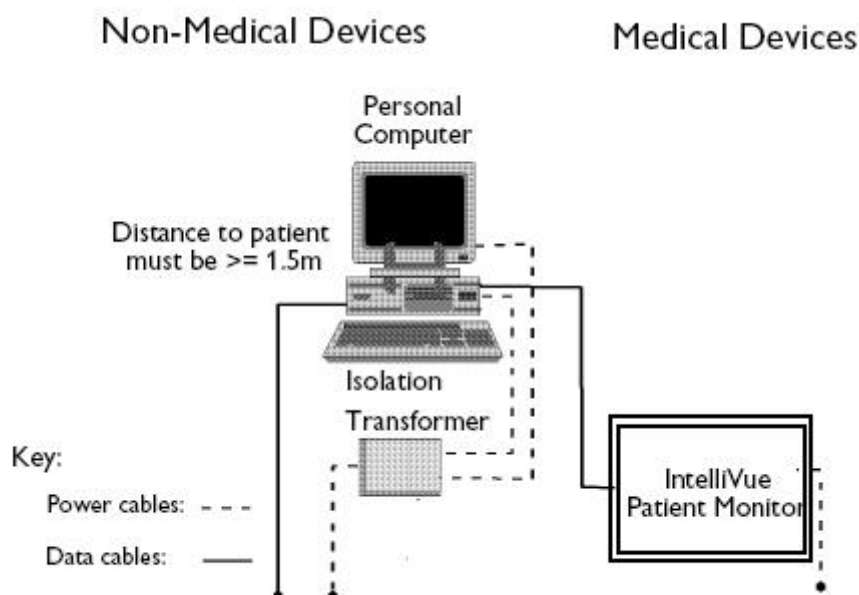 Non-Medical Devices
Medical Devices
Personal
Computer
Distance to patient
must be >= 1.5m
Isolation
Transformer
Key:
Power cables:
Data cables:
IntelliVue
Patient Monitor